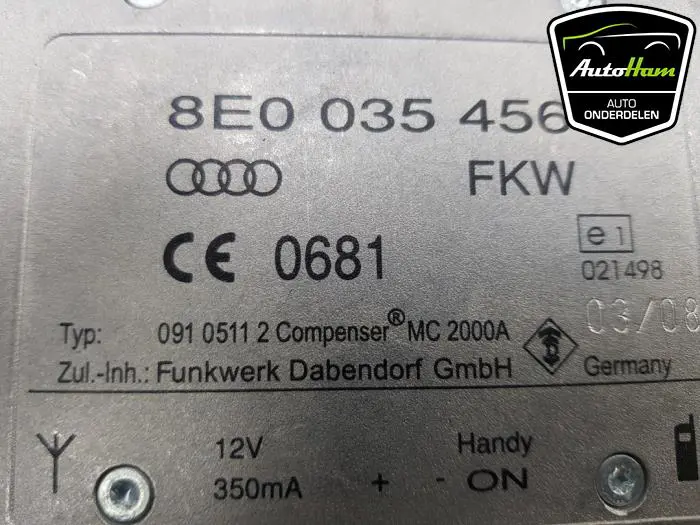 AutoHam
AUTO
ONDERDELEN
8E0 035 456
FKW
CE 0681
e1
021498
03/08
Typ: 091 0511 2 Compenser® MC 2000A
Zul.-Inh.: Funkwerk Dabendorf GmbH Germany
12V Handy
350mA + - ON